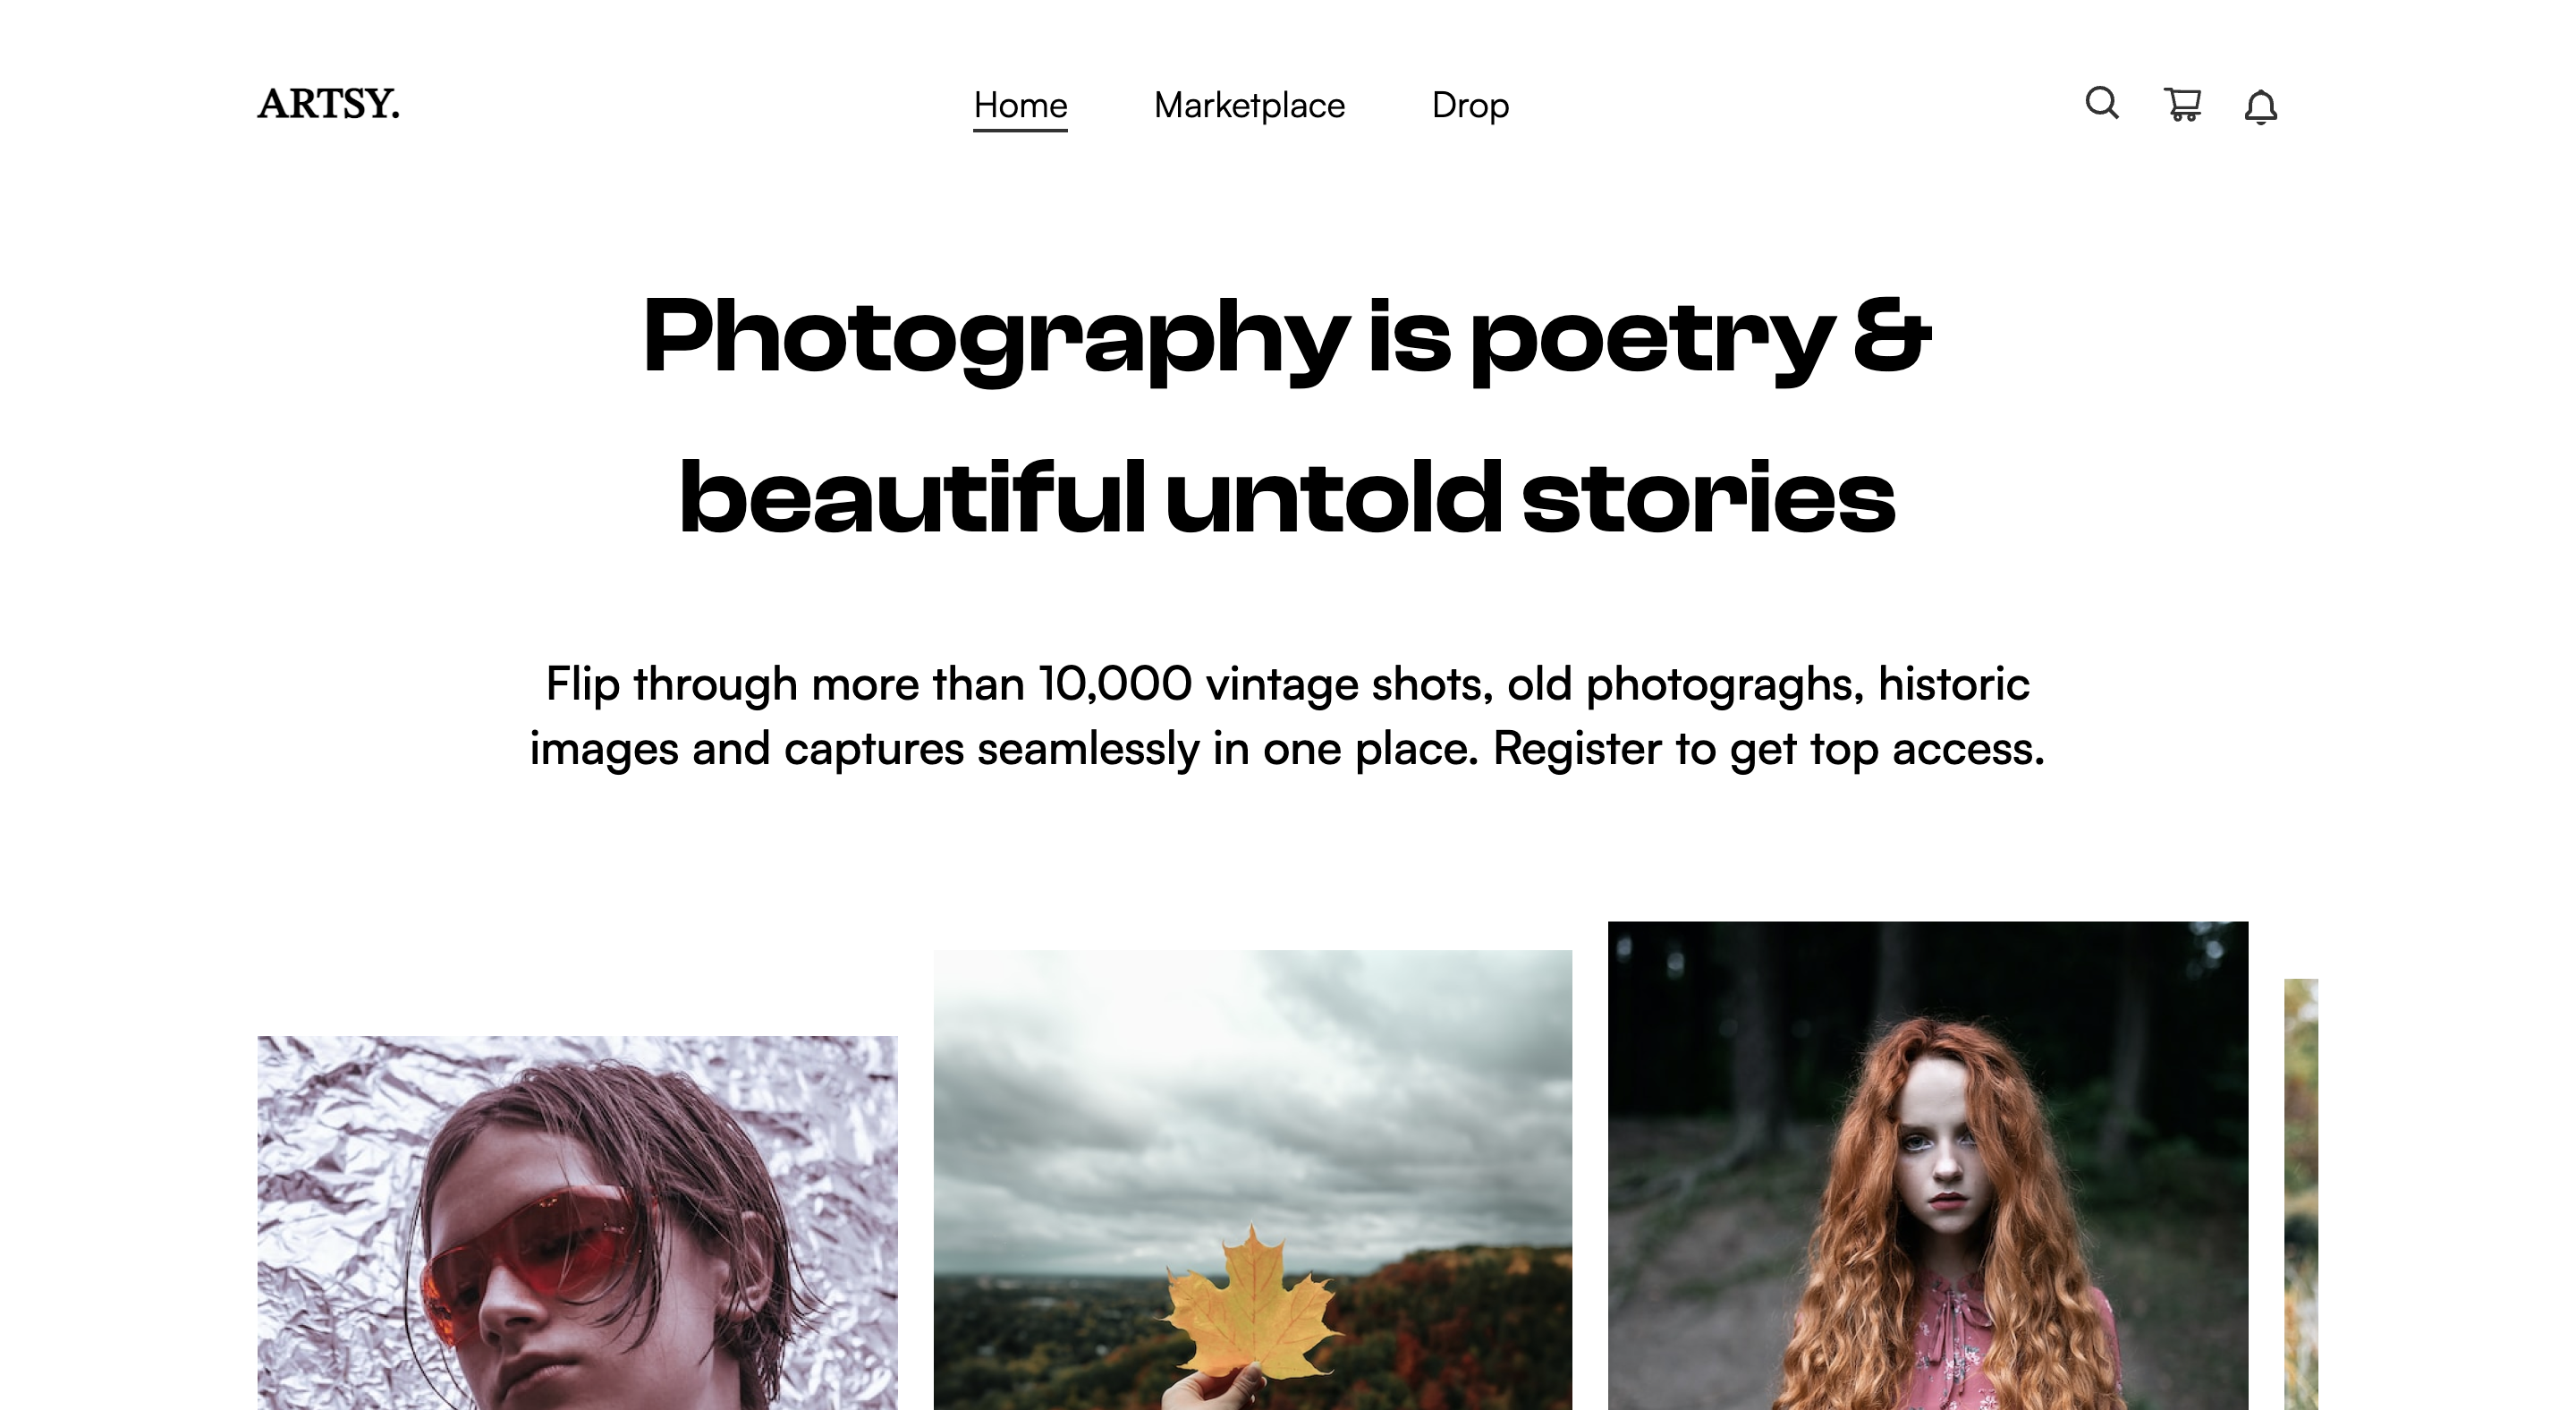 ARTSY.
Home Marketplace Drop
Photography is poetry &
beautiful untold stories
Flip through more than 10,000 vintage shots, old photograghs, historic
images and captures seamlessly in one place. Register to get top access.